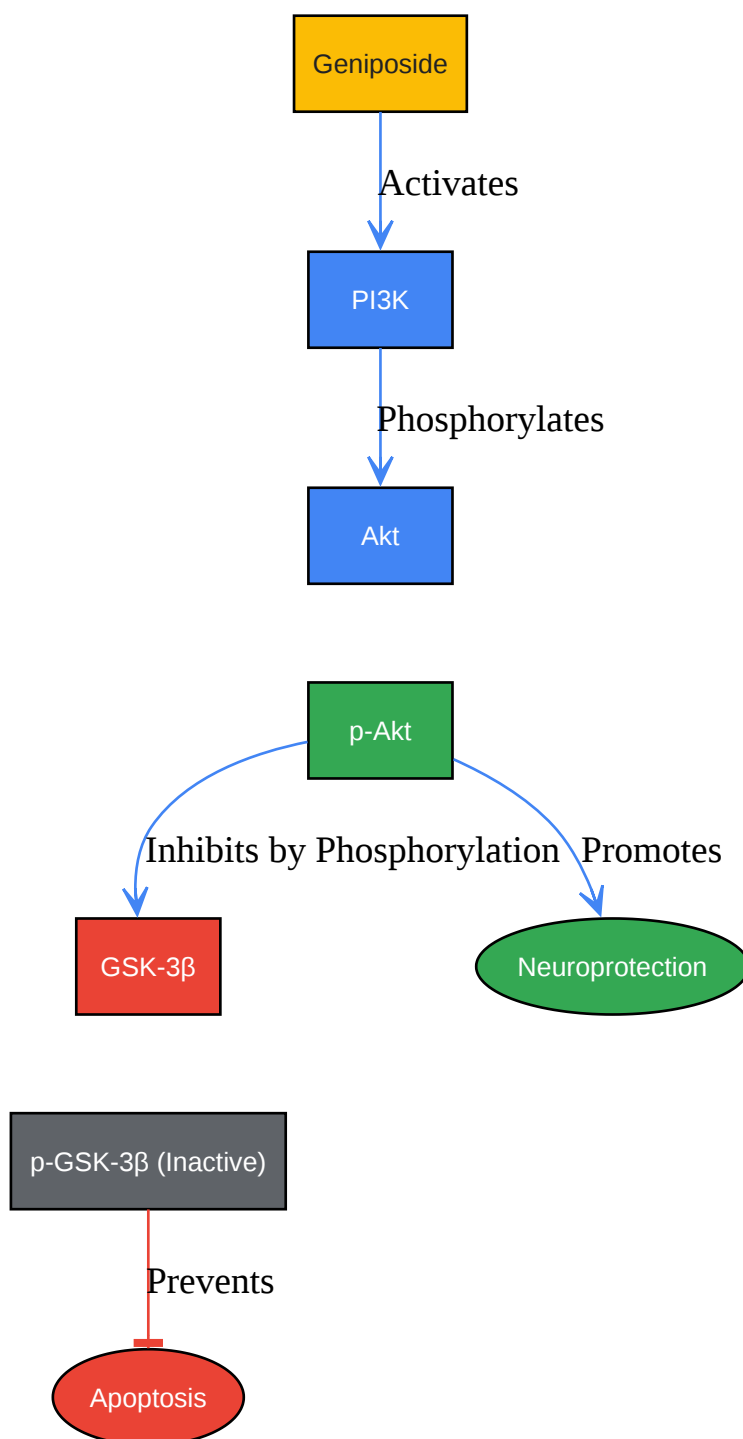 Geniposide
Activates
PI3K
Phosphorylates
Akt
p-Akt
Inhibits by Phosphorylation
Promotes
GSK-3β
Neuroprotection
p-GSK-3β (Inactive)
Prevents
Apoptosis